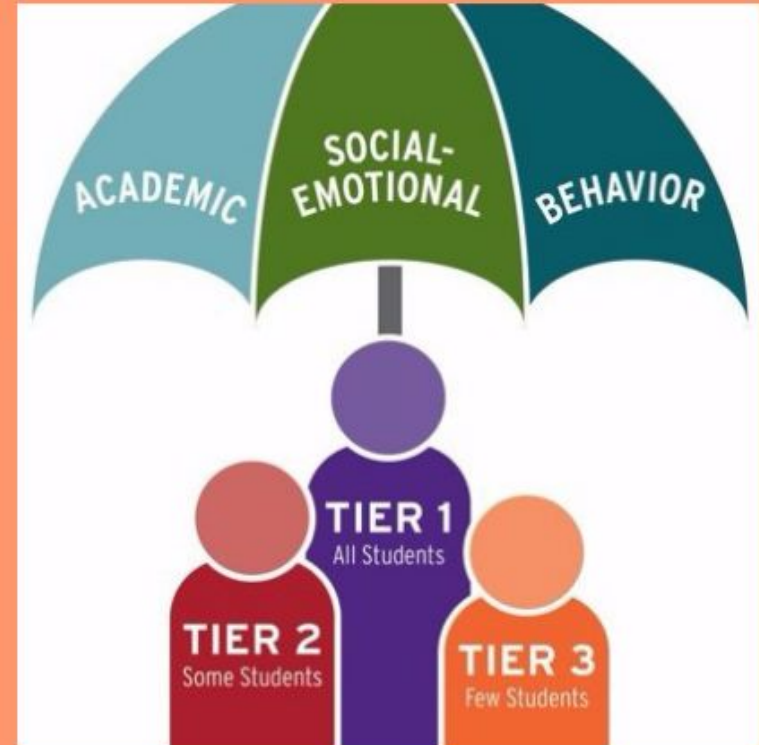 ACADEMIC
SOCIAL-
EMOTIONAL
BEHAVIOR
TIER 1
All Students
TIER 2
Some Students
TIER 3
Few Students